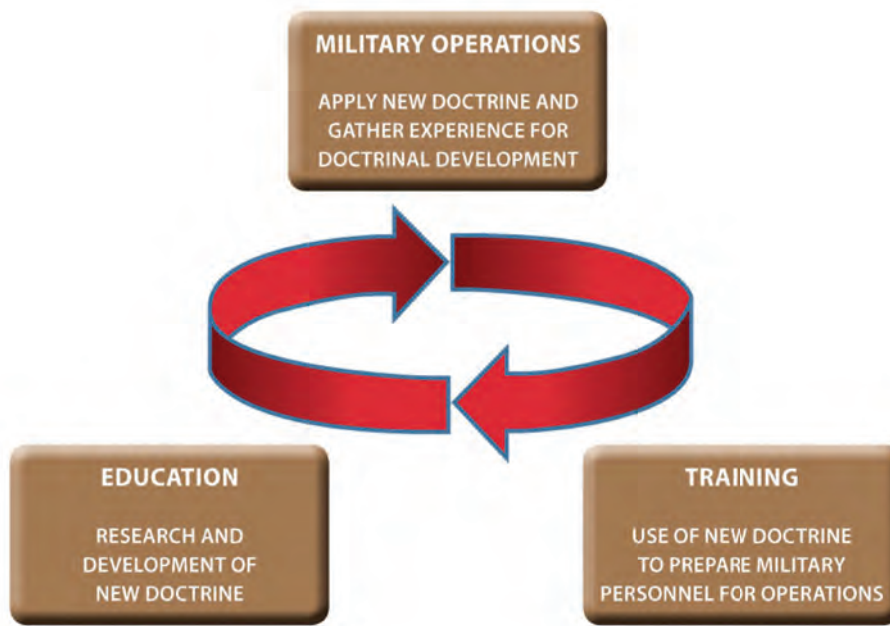 MILITARY OPERATIONS
APPLY NEW DOCTRINE AND
GATHER EXPERIENCE FOR
DOCTRINAL DEVELOPMENT
EDUCATION
RESEARCH AND
DEVELOPMENT OF
NEW DOCTRINE
TRAINING
USE OF NEW DOCTRINE
TO PREPARE MILITARY
PERSONNEL FOR OPERATIONS